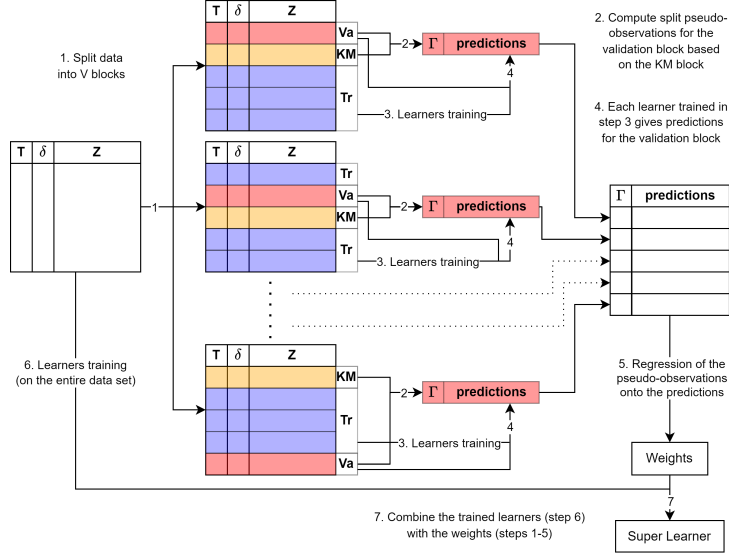 1. Split data
into V blocks
T δ Z
Va
KM
Tr
2
Γ predictions
4
3. Learners training
2. Compute split pseudo-
observations for the
validation block based
on the KM block
4. Each learner trained in
step 3 gives predictions
for the validation block
T δ Z
1
T δ Z
Tr
Va
KM
Tr
2
Γ predictions
4
3. Learners training
Γ predictions
6. Learners training
(on the entire data set)
T δ Z
KM
Tr
Va
2
Γ predictions
4
3. Learners training
5. Regression of the
pseudo-observations
onto the predictions
Weights
7
7. Combine the trained learners (step 6)
with the weights (steps 1-5)
Super Learner